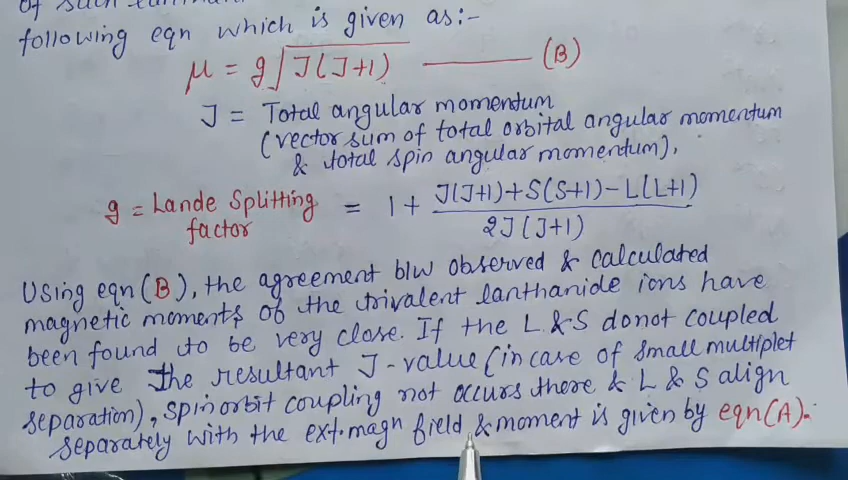 of such lanthani
following eqn which is given as:-
μ = g√J(J+1) ——— (B)
J = Total angular momentum
(vector sum of total orbital angular momentum
& total spin angular momentum).
g = Lande Splitting factor = 1 + J(J+1)+S(S+1)-L(L+1) / 2J(J+1)
Using eqn(B), the agreement b/w observed & calculated
magnetic moments of the trivalent lanthanide ions have
been found to be very close. If the L & S donot coupled
to give the resultant J-value (in case of small multiplet
separation), spin orbit coupling not occurs there & L & S align
separately with the ext. magn field & moment is given by eqn(A).